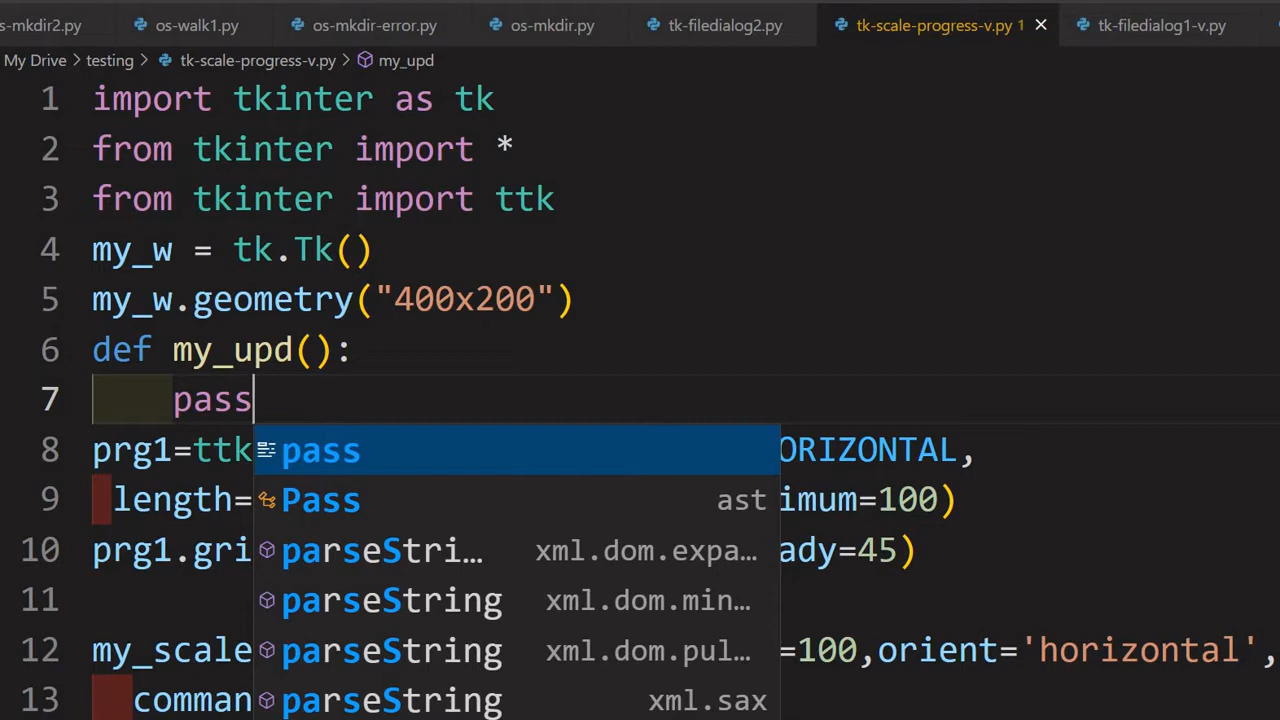 s-mkdir2.py os-walk1.py os-mkdir-error.py os-mkdir.py tk-filedialog2.py tk-scale-progress-v.py 1 tk-filedialog1-v.py
My Drive testing tk-scale-progress-v.py my_upd
1 import tkinter as tk
2 from tkinter import *
3 from tkinter import ttk
4 my_w = tk.Tk()
5 my_w.geometry("400x200")
6 def my_upd():
7 pass
8 prg1=ttk pass ORIZONTAL,
9 length= Pass ast imum=100)
10 prg1.gri parseStri... xml.dom.expa... ady=45)
11 parseString xml.dom.min...
12 my_scale parseString xml.dom.pul... =100,orient='horizontal',
13 comman parseString xml.sax